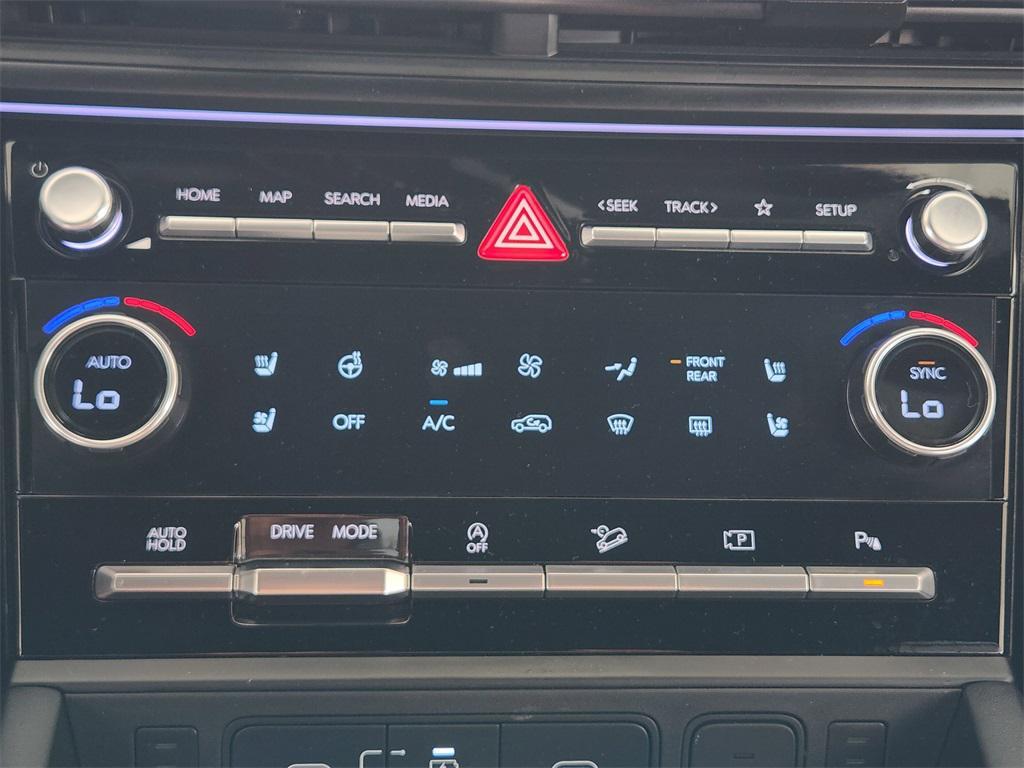 HOME MAP SEARCH MEDIA <SEEK TRACK> SETUP
AUTO
Lo
FRONT
REAR
SYNC
Lo
OFF A/C
AUTO
HOLD
DRIVE MODE
A
OFF
P
P